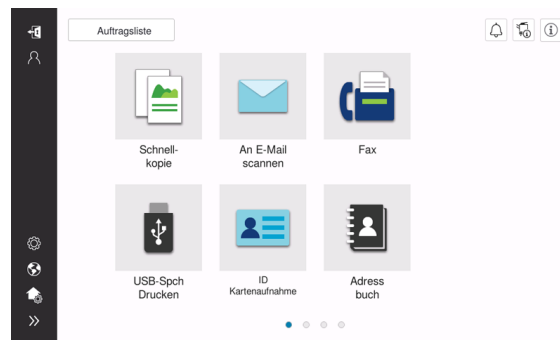 Auftragsliste
Schnell-
kopie
An E-Mail
scannen
Fax
USB-Spch
Drucken
ID
Kartenaufnahme
Adress
buch